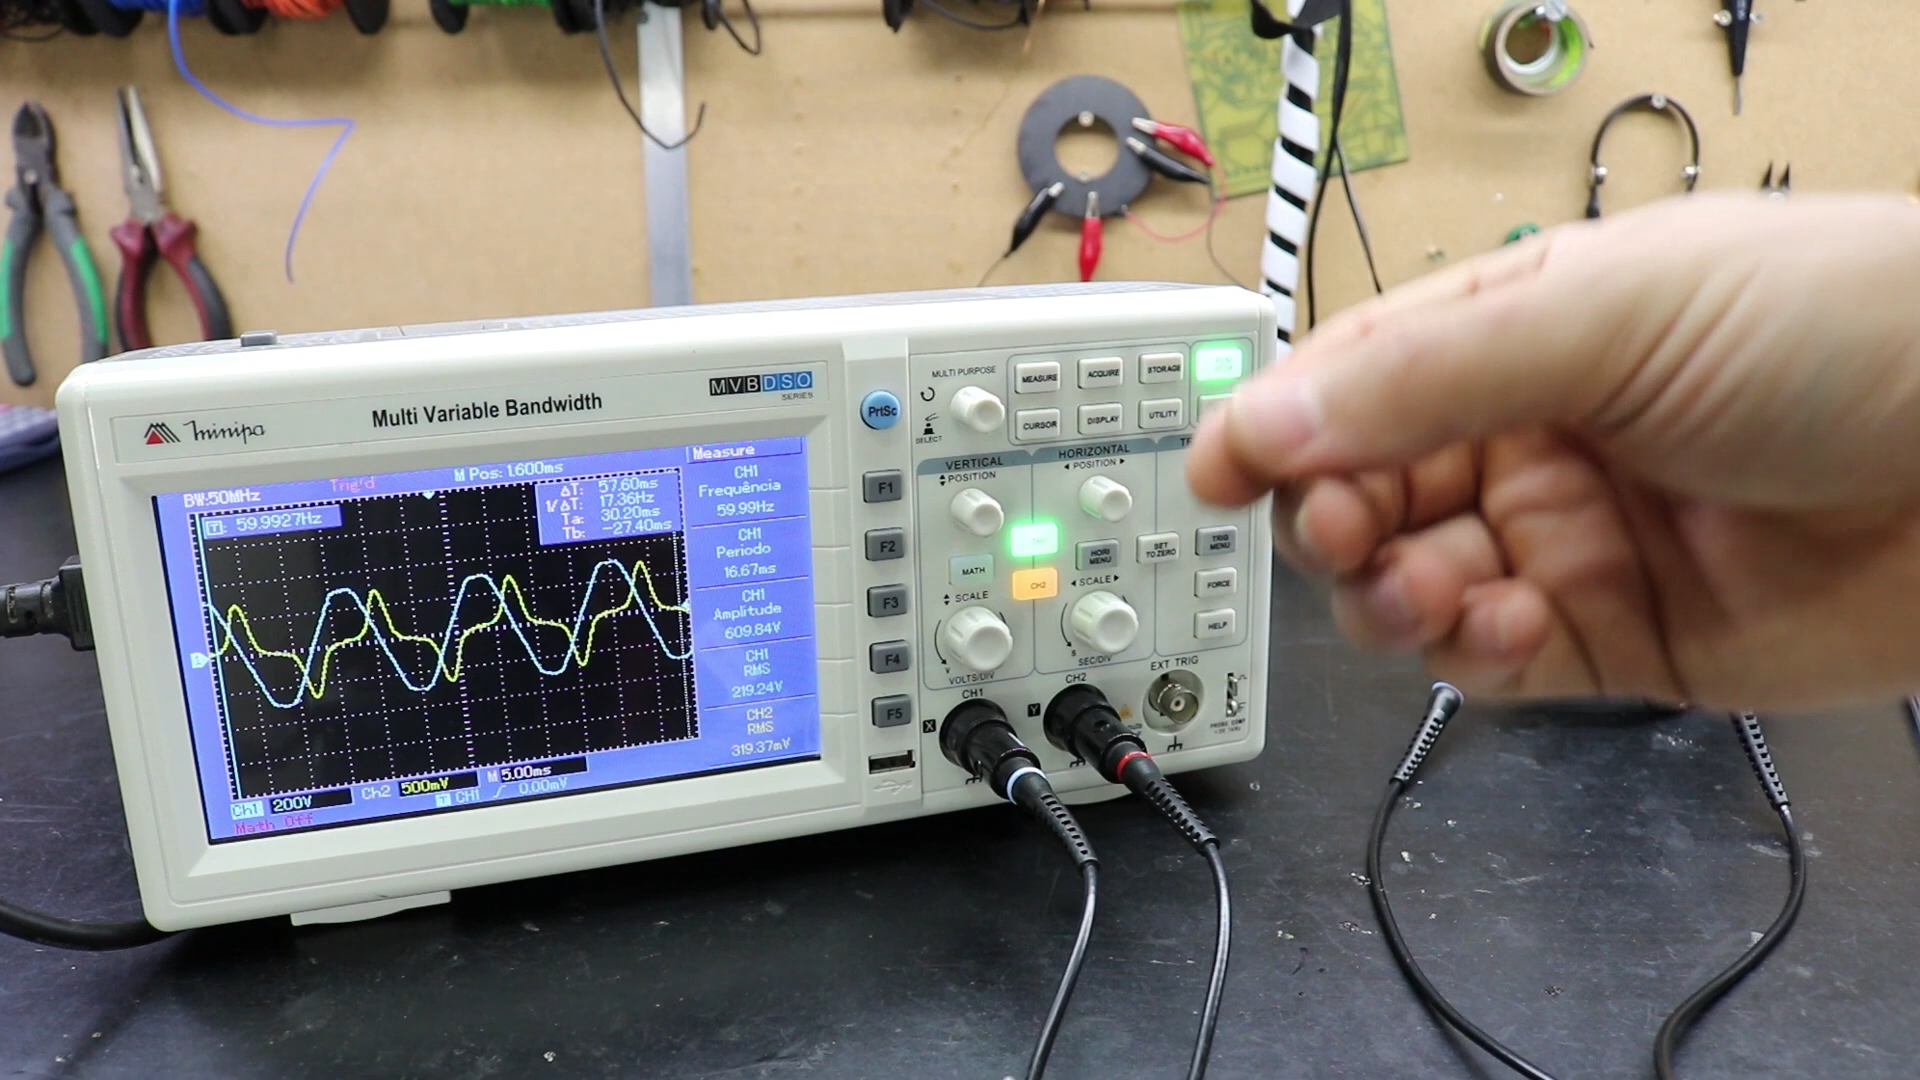 minipa
Multi Variable Bandwidth
MVBDSO
SERIES
BW:50MHz
Trig'd
M Pos: 1.600ms
T: 59.9927Hz
ΔT: 57.60ms
1/ΔT: 17.36Hz
Ta: 30.20ms
Tb: -27.40ms
Measure
CH1
Frequência
59.99Hz
CH1
Periodo
16.67ms
CH1
Amplitude
609.84V
CH1
RMS
219.24V
CH2
RMS
319.37mV
Ch1 200V Ch2 500mV M 5.00ms
T CH1 0.00mV
Math Off
PrtSc
F1
F2
F3
F4
F5
MULTI PURPOSE
SELECT
MEASURE
ACQUIRE
STORAGE
CURSOR
DISPLAY
UTILITY
VERTICAL
POSITION
MATH
CH2
SCALE
V
VOLTS/DIV
HORIZONTAL
POSITION
HORI
MENU
SCALE
S
SEC/DIV
SET
TO ZERO
TRIG
MENU
FORCE
HELP
CH1
X
CH2
Y
EXT TRIG
PROBE COMP